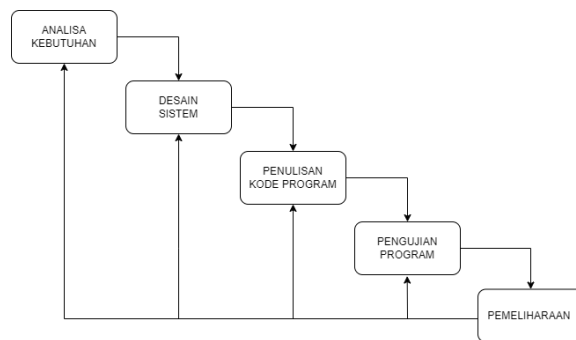 ANALISA
KEBUTUHAN
DESAIN
SISTEM
PENULISAN
KODE PROGRAM
PENGUJIAN
PROGRAM
PEMELIHARAAN